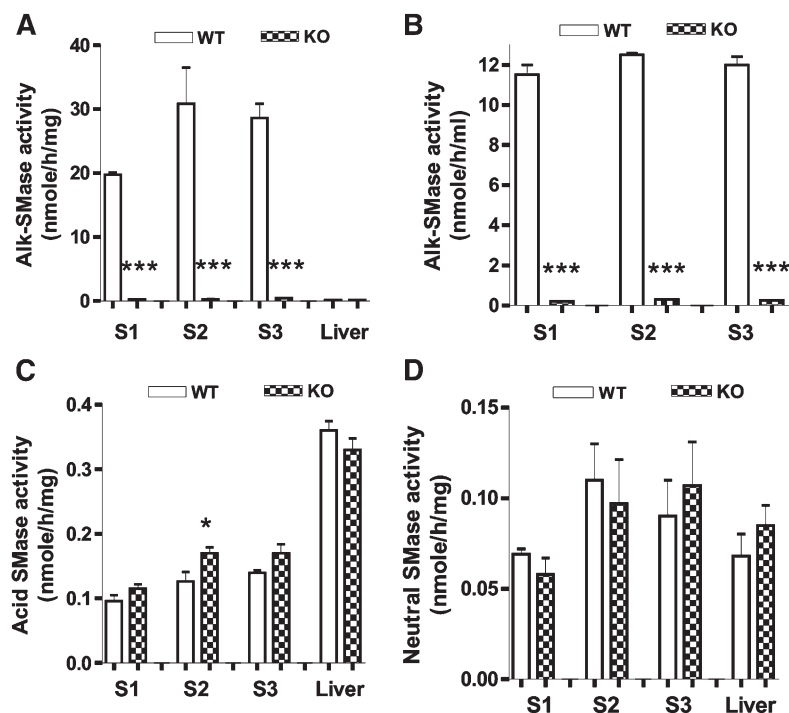 A
WT KO
Alk-SMase activity
(nmole/h/mg)
40
30
20
10
0
*** *** ***
S1 S2 S3 Liver
B
WT KO
Alk-SMase activity
(nmole/h/ml)
12
10
8
6
4
2
0
*** *** ***
S1 S2 S3
C
WT KO
Acid SMase activity
(nmole/h/mg)
0.4
0.3
0.2
0.1
0.0
*
S1 S2 S3 Liver
D
WT KO
Neutral SMase activity
(nmole/h/mg)
0.15
0.10
0.05
0.00
S1 S2 S3 Liver